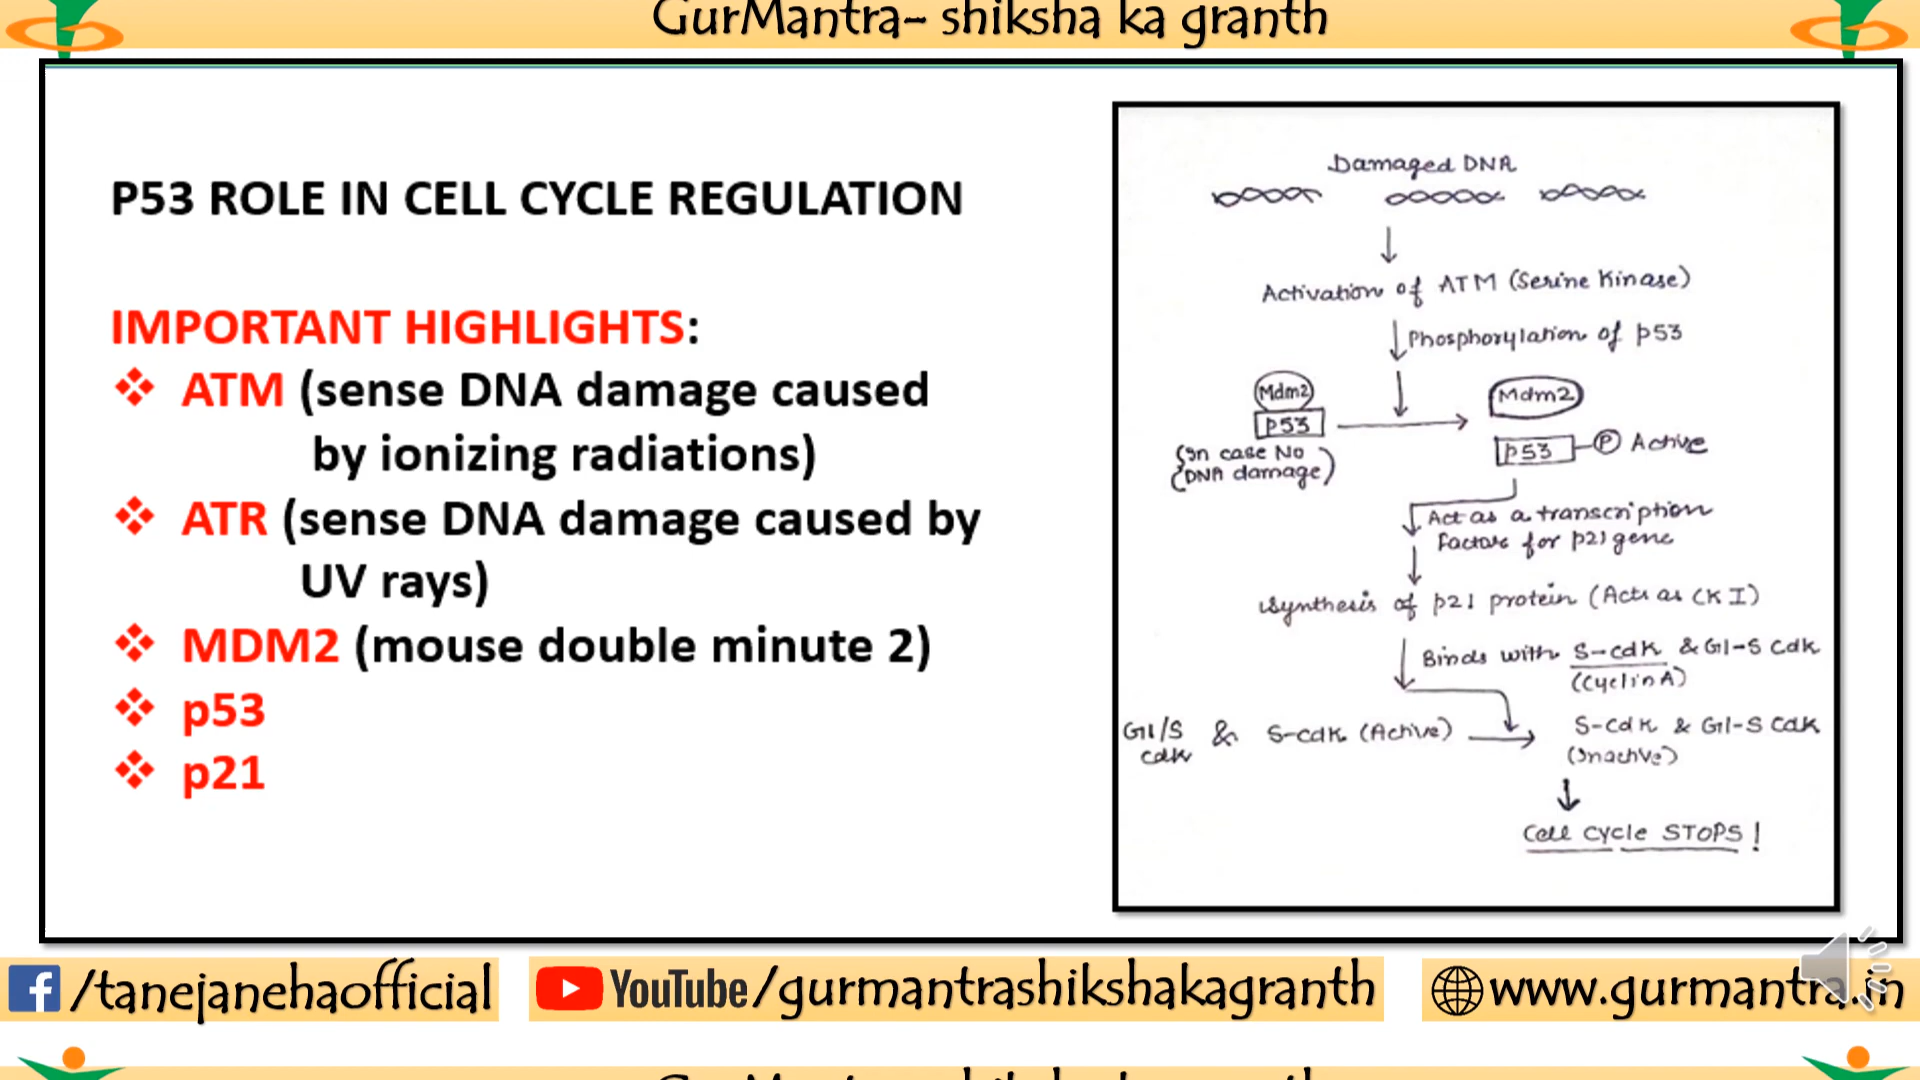 GurMantra- shiksha ka granth
P53 ROLE IN CELL CYCLE REGULATION
IMPORTANT HIGHLIGHTS:
ATM (sense DNA damage caused
by ionizing radiations)
ATR (sense DNA damage caused by
UV rays)
MDM2 (mouse double minute 2)
p53
p21
Damaged DNA
Activation of ATM (Serine Kinase)
Phosphorylation of p53
Mdm2
p53
(In case No
DNA damage)
Mdm2
p53 P Active
Act as a transcription
factor for p21 gene
Synthesis of p21 protein (Acts as CKI)
Binds with S-cdk & G1-S Cdk
(CyclinA)
G1/S & S-cdk (Active)
cdk
S-cdk & G1-S Cdk
(Inactive)
Cell cycle STOPS!
/tanejanehaofficial
YouTube/gurmantrashikshakagranth
www.gurmantra.in